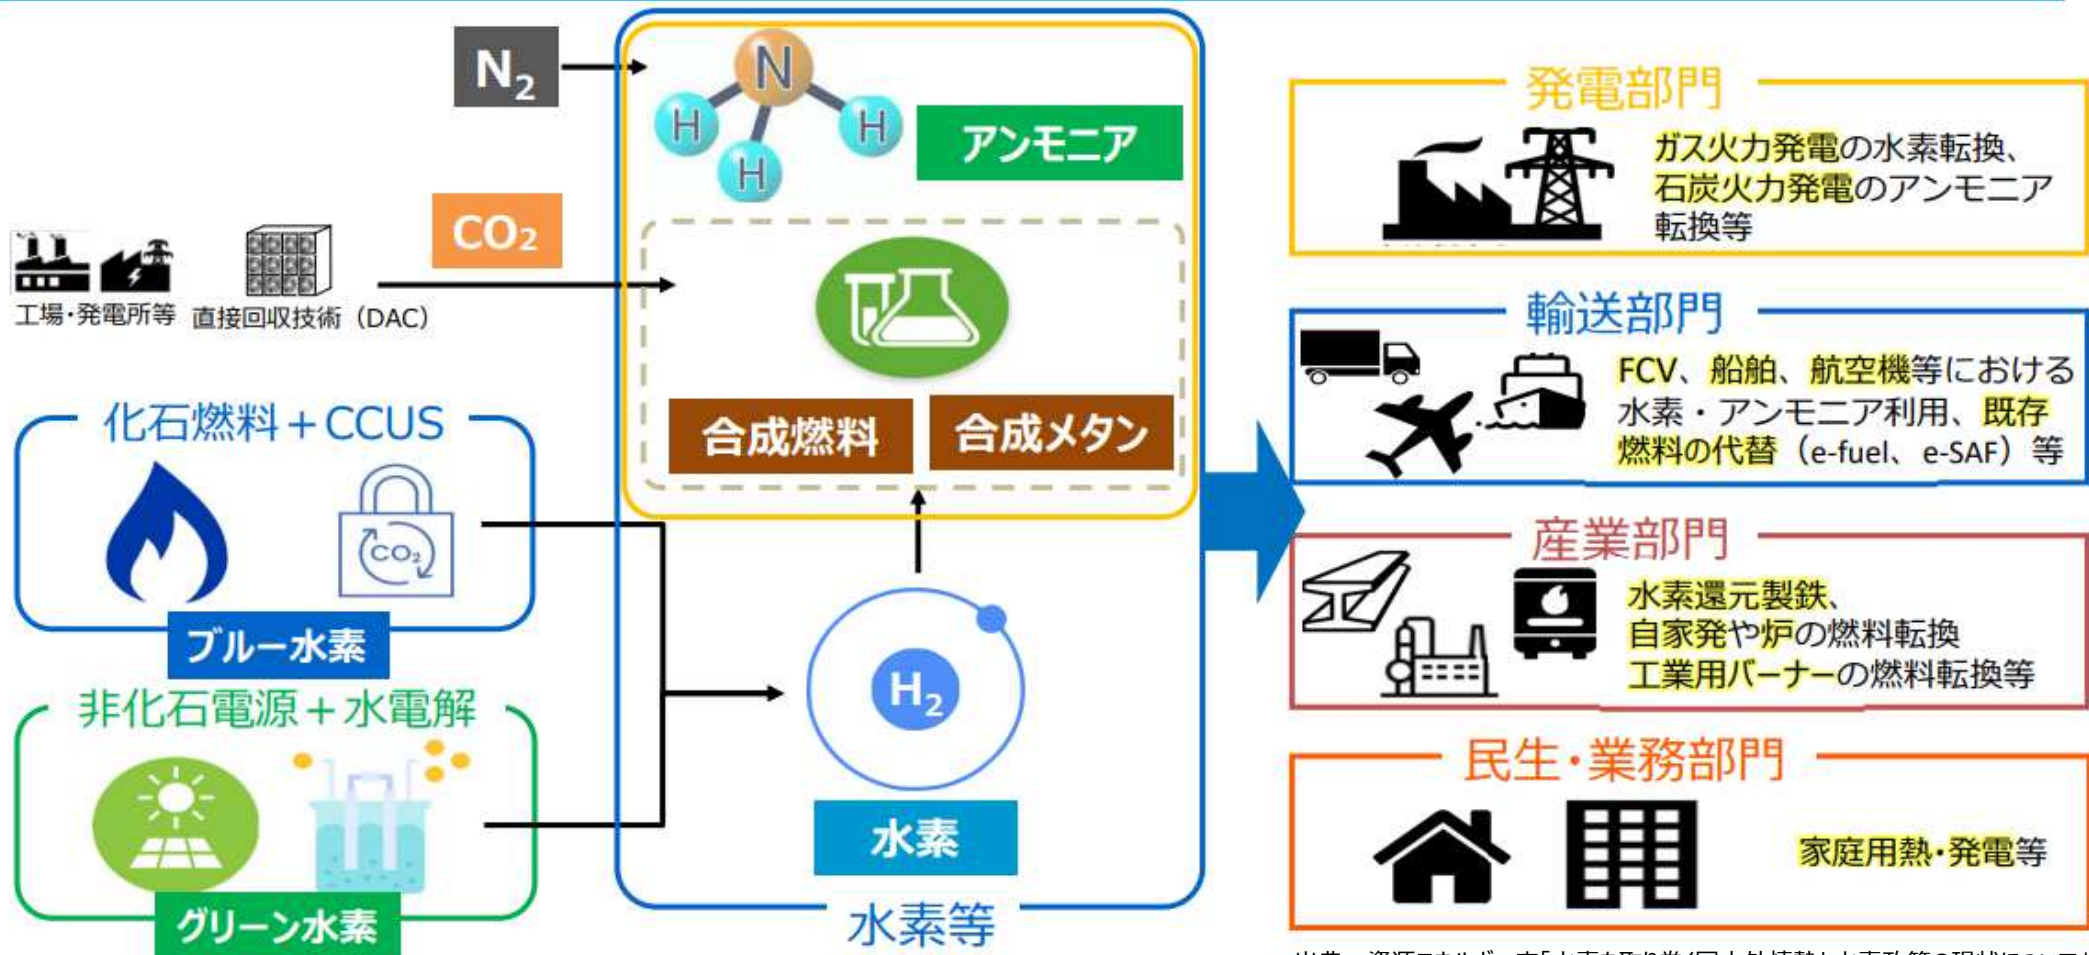 N2
N
H
H
H
アンモニア
CO2
工場・発電所等
直接回収技術（DAC）
合成燃料
合成メタン
化石燃料＋CCUS
CO2
ブルー水素
非化石電源＋水電解
グリーン水素
H2
水素
水素等
発電部門
ガス火力発電の水素転換、
石炭火力発電のアンモニア
転換等
輸送部門
FCV、船舶、航空機等における
水素・アンモニア利用、既存
燃料の代替（e-fuel、e-SAF）等
産業部門
水素還元製鉄、
自家発や炉の燃料転換
工業用バーナーの燃料転換等
民生・業務部門
家庭用熱・発電等